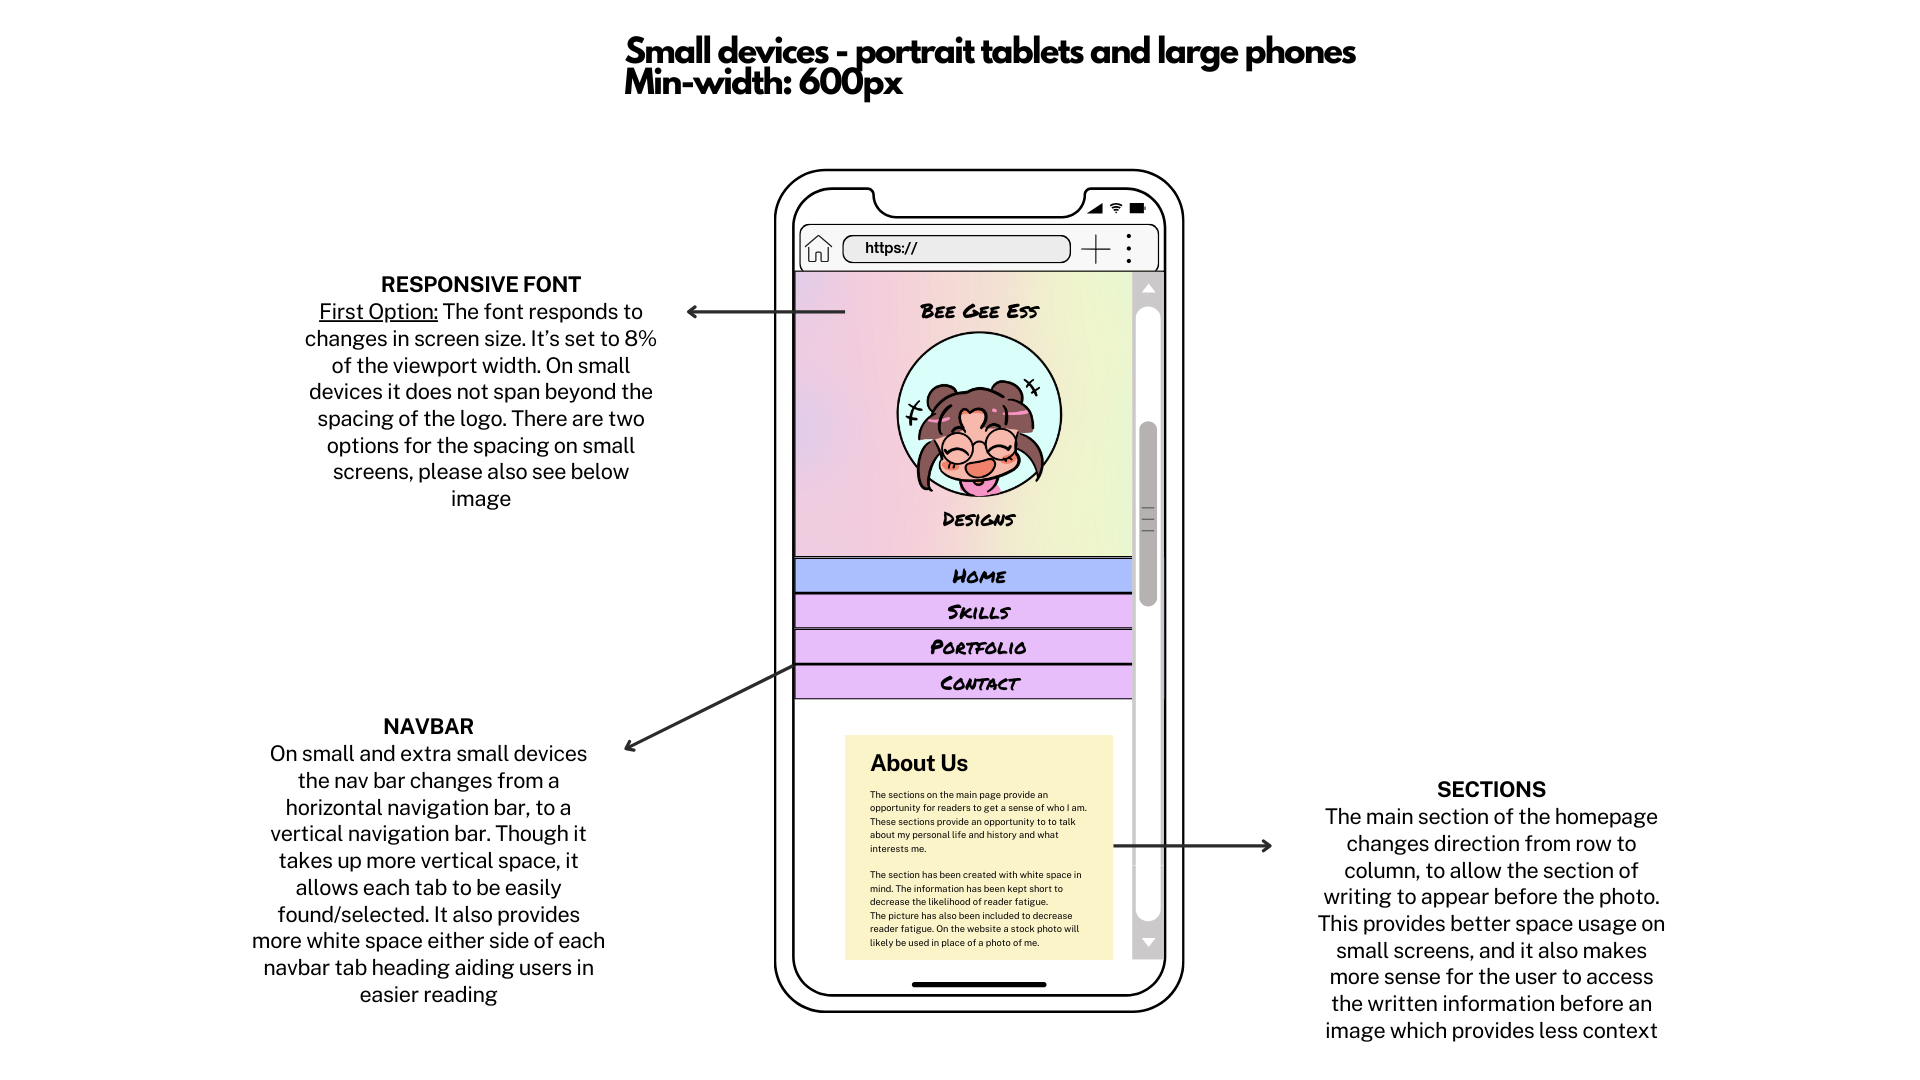 Small devices - portrait tablets and large phones
Min-width: 600px
https://
RESPONSIVE FONT
First Option: The font responds to
changes in screen size. It’s set to 8%
of the viewport width. On small
devices it does not span beyond the
spacing of the logo. There are two
options for the spacing on small
screens, please also see below
image
Bee Gee Ess
Designs
Home
Skills
Portfolio
Contact
NAVBAR
On small and extra small devices
the nav bar changes from a
horizontal navigation bar, to a
vertical navigation bar. Though it
takes up more vertical space, it
allows each tab to be easily
found/selected. It also provides
more white space either side of each
navbar tab heading aiding users in
easier reading
About Us
The sections on the main page provide an
opportunity for readers to get a sense of who I am.
These sections provide an opportunity to to talk
about my personal life and history and what
interests me.
The section has been created with white space in
mind. The information has been kept short to
decrease the likelihood of reader fatigue.
The picture has also been included to decrease
reader fatigue. On the website a stock photo will
likely be used in place of a photo of me.
SECTIONS
The main section of the homepage
changes direction from row to
column, to allow the section of
writing to appear before the photo.
This provides better space usage on
small screens, and it also makes
more sense for the user to access
the written information before an
image which provides less context